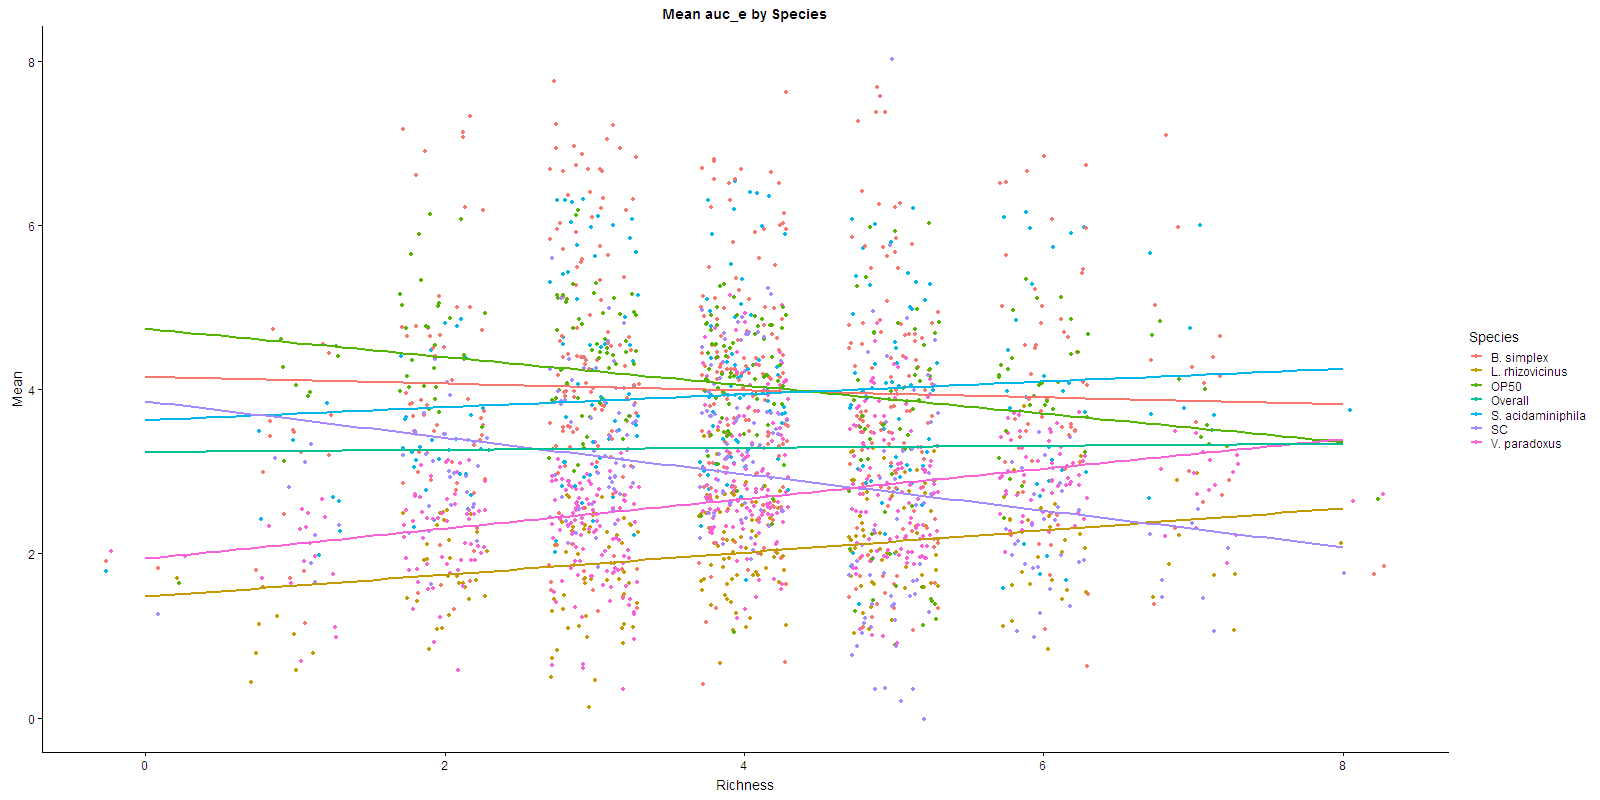 Mean auc_e by Species
8
6
4
2
0
Mean
0 2 4 6 8
Richness
Species
B. simplex
L. rhizovicinus
OP50
Overall
S. acidaminiphila
SC
V. paradoxus